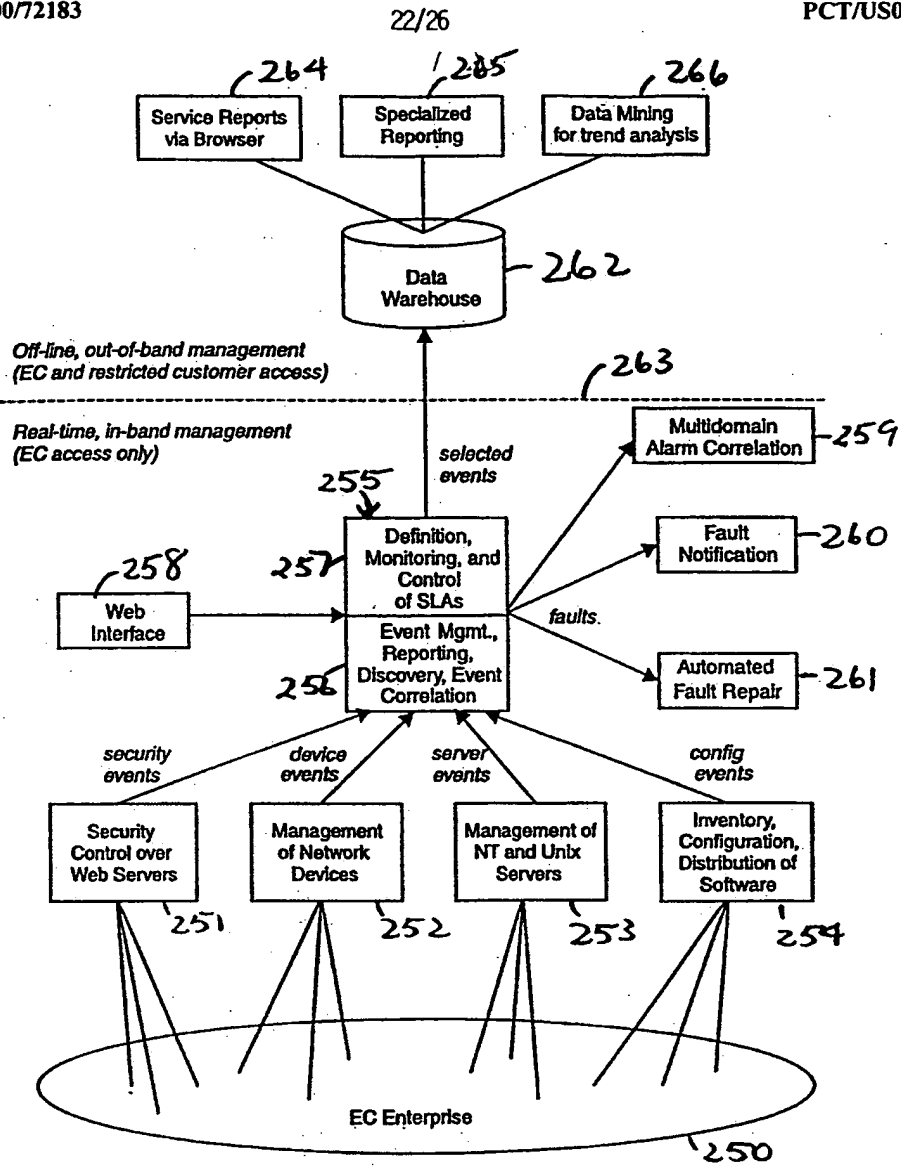 00/72183
22/26
PCT/US0
264
265
266
Service Reports
via Browser
Specialized
Reporting
Data Mining
for trend analysis
Data
Warehouse
262
Off-line, out-of-band management
(EC and restricted customer access)
263
Real-time, in-band management
(EC access only)
selected
events
Multidomain
Alarm Correlation
259
255
257
Definition,
Monitoring, and
Control
of SLAs
Fault
Notification
260
258
Web
Interface
faults.
256
Event Mgmt.,
Reporting,
Discovery, Event
Correlation
Automated
Fault Repair
261
security
events
device
events
server
events
config
events
Security
Control over
Web Servers
Management
of Network
Devices
Management of
NT and Unix
Servers
Inventory,
Configuration,
Distribution of
Software
251
252
253
254
EC Enterprise
250